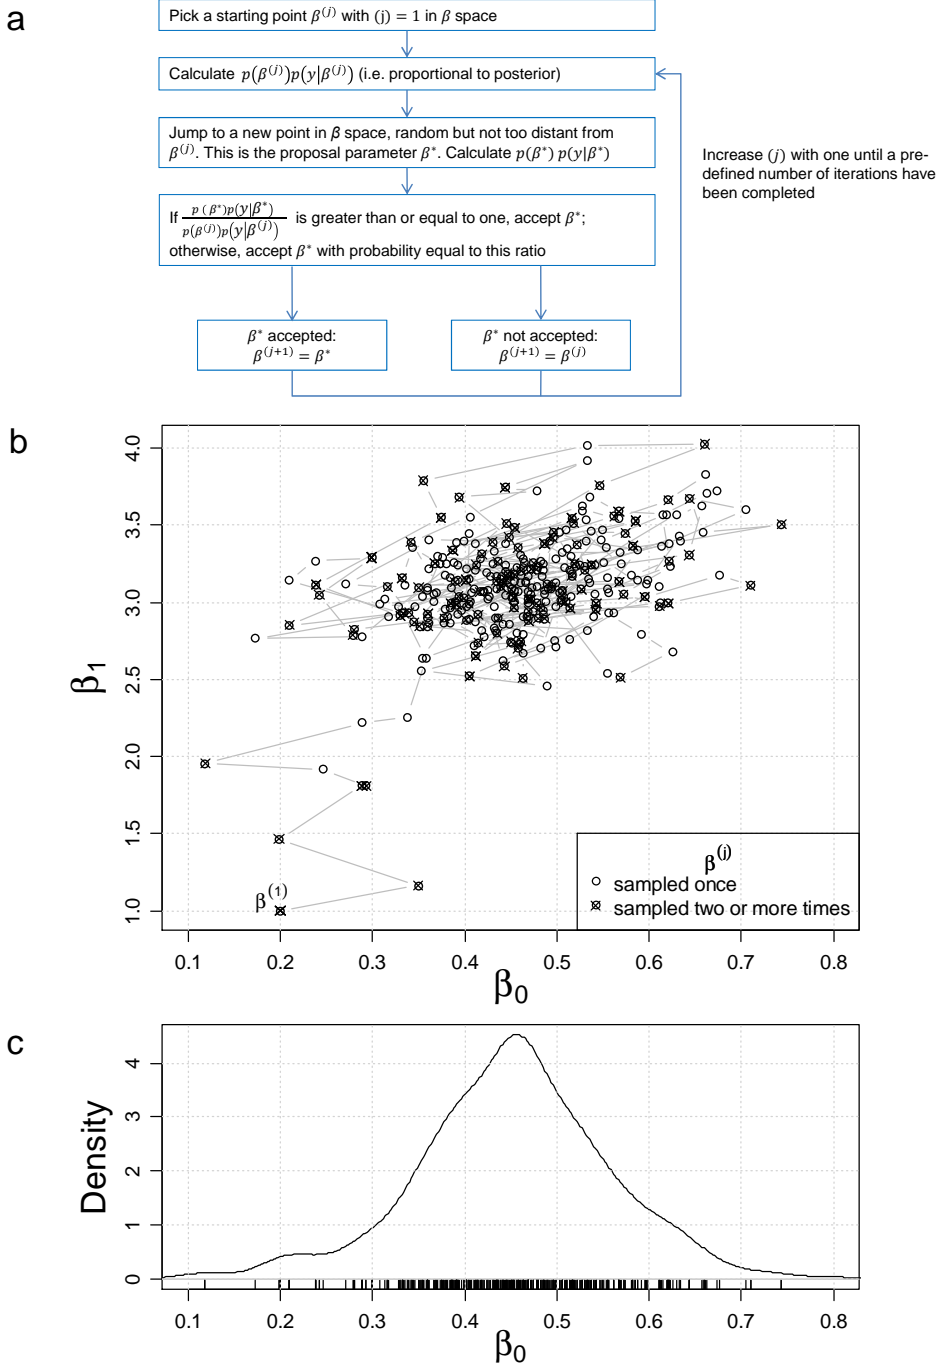 a
Pick a starting point β^(j) with (j) = 1 in β space
Calculate p(β^(j))p(y|β^(j)) (i.e. proportional to posterior)
Jump to a new point in β space, random but not too distant from
β^(j). This is the proposal parameter β*. Calculate p(β*) p(y|β*)
Increase (j) with one until a pre-
defined number of iterations have
been completed
If p(β*)p(y|β*) / p(β^(j))p(y|β^(j)) is greater than or equal to one, accept β*;
otherwise, accept β* with probability equal to this ratio
β* accepted:
β^(j+1) = β*
β* not accepted:
β^(j+1) = β^(j)
b
4.0
3.5
3.0
2.5
2.0
1.5
1.0
β₁
β^(1)
β^(j)
sampled once
sampled two or more times
0.1 0.2 0.3 0.4 0.5 0.6 0.7 0.8
β₀
c
Density
4
3
2
1
0
0.1 0.2 0.3 0.4 0.5 0.6 0.7 0.8
β₀